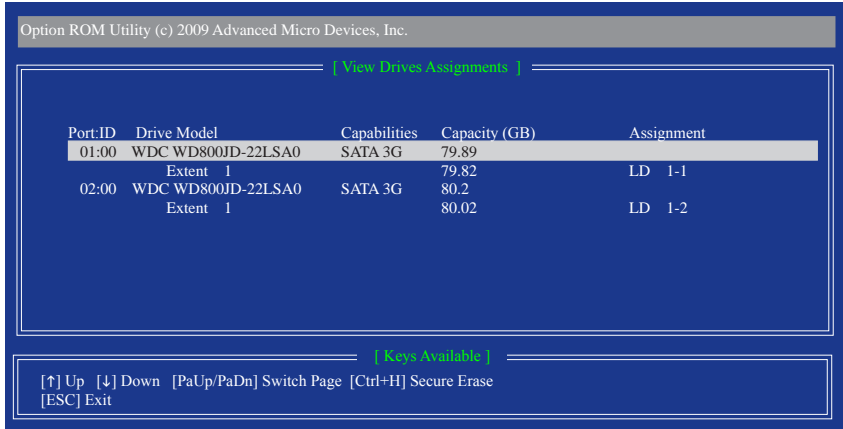 Option ROM Utility (c) 2009 Advanced Micro Devices, Inc.
[ View Drives Assignments ]
Port:ID Drive Model Capabilities Capacity (GB) Assignment
01:00 WDC WD800JD-22LSA0 SATA 3G 79.89
Extent 1 79.82 LD 1-1
02:00 WDC WD800JD-22LSA0 SATA 3G 80.2
Extent 1 80.02 LD 1-2
[ Keys Available ]
[↑] Up [↓] Down [PaUp/PaDn] Switch Page [Ctrl+H] Secure Erase
[ESC] Exit